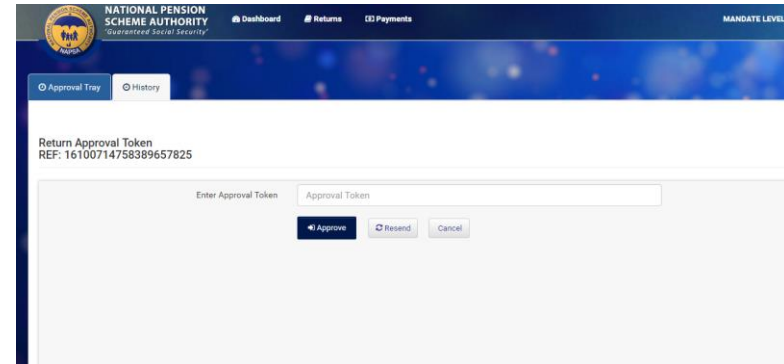 NATIONAL PENSION
SCHEME AUTHORITY
'Guaranteed Social Security'
NAPSA
Dashboard
Returns
Payments
MANDATE LEVEL
Approval Tray
History
Return Approval Token
REF: 16100714758389657825
Enter Approval Token
Approval Token
Approve
Resend
Cancel